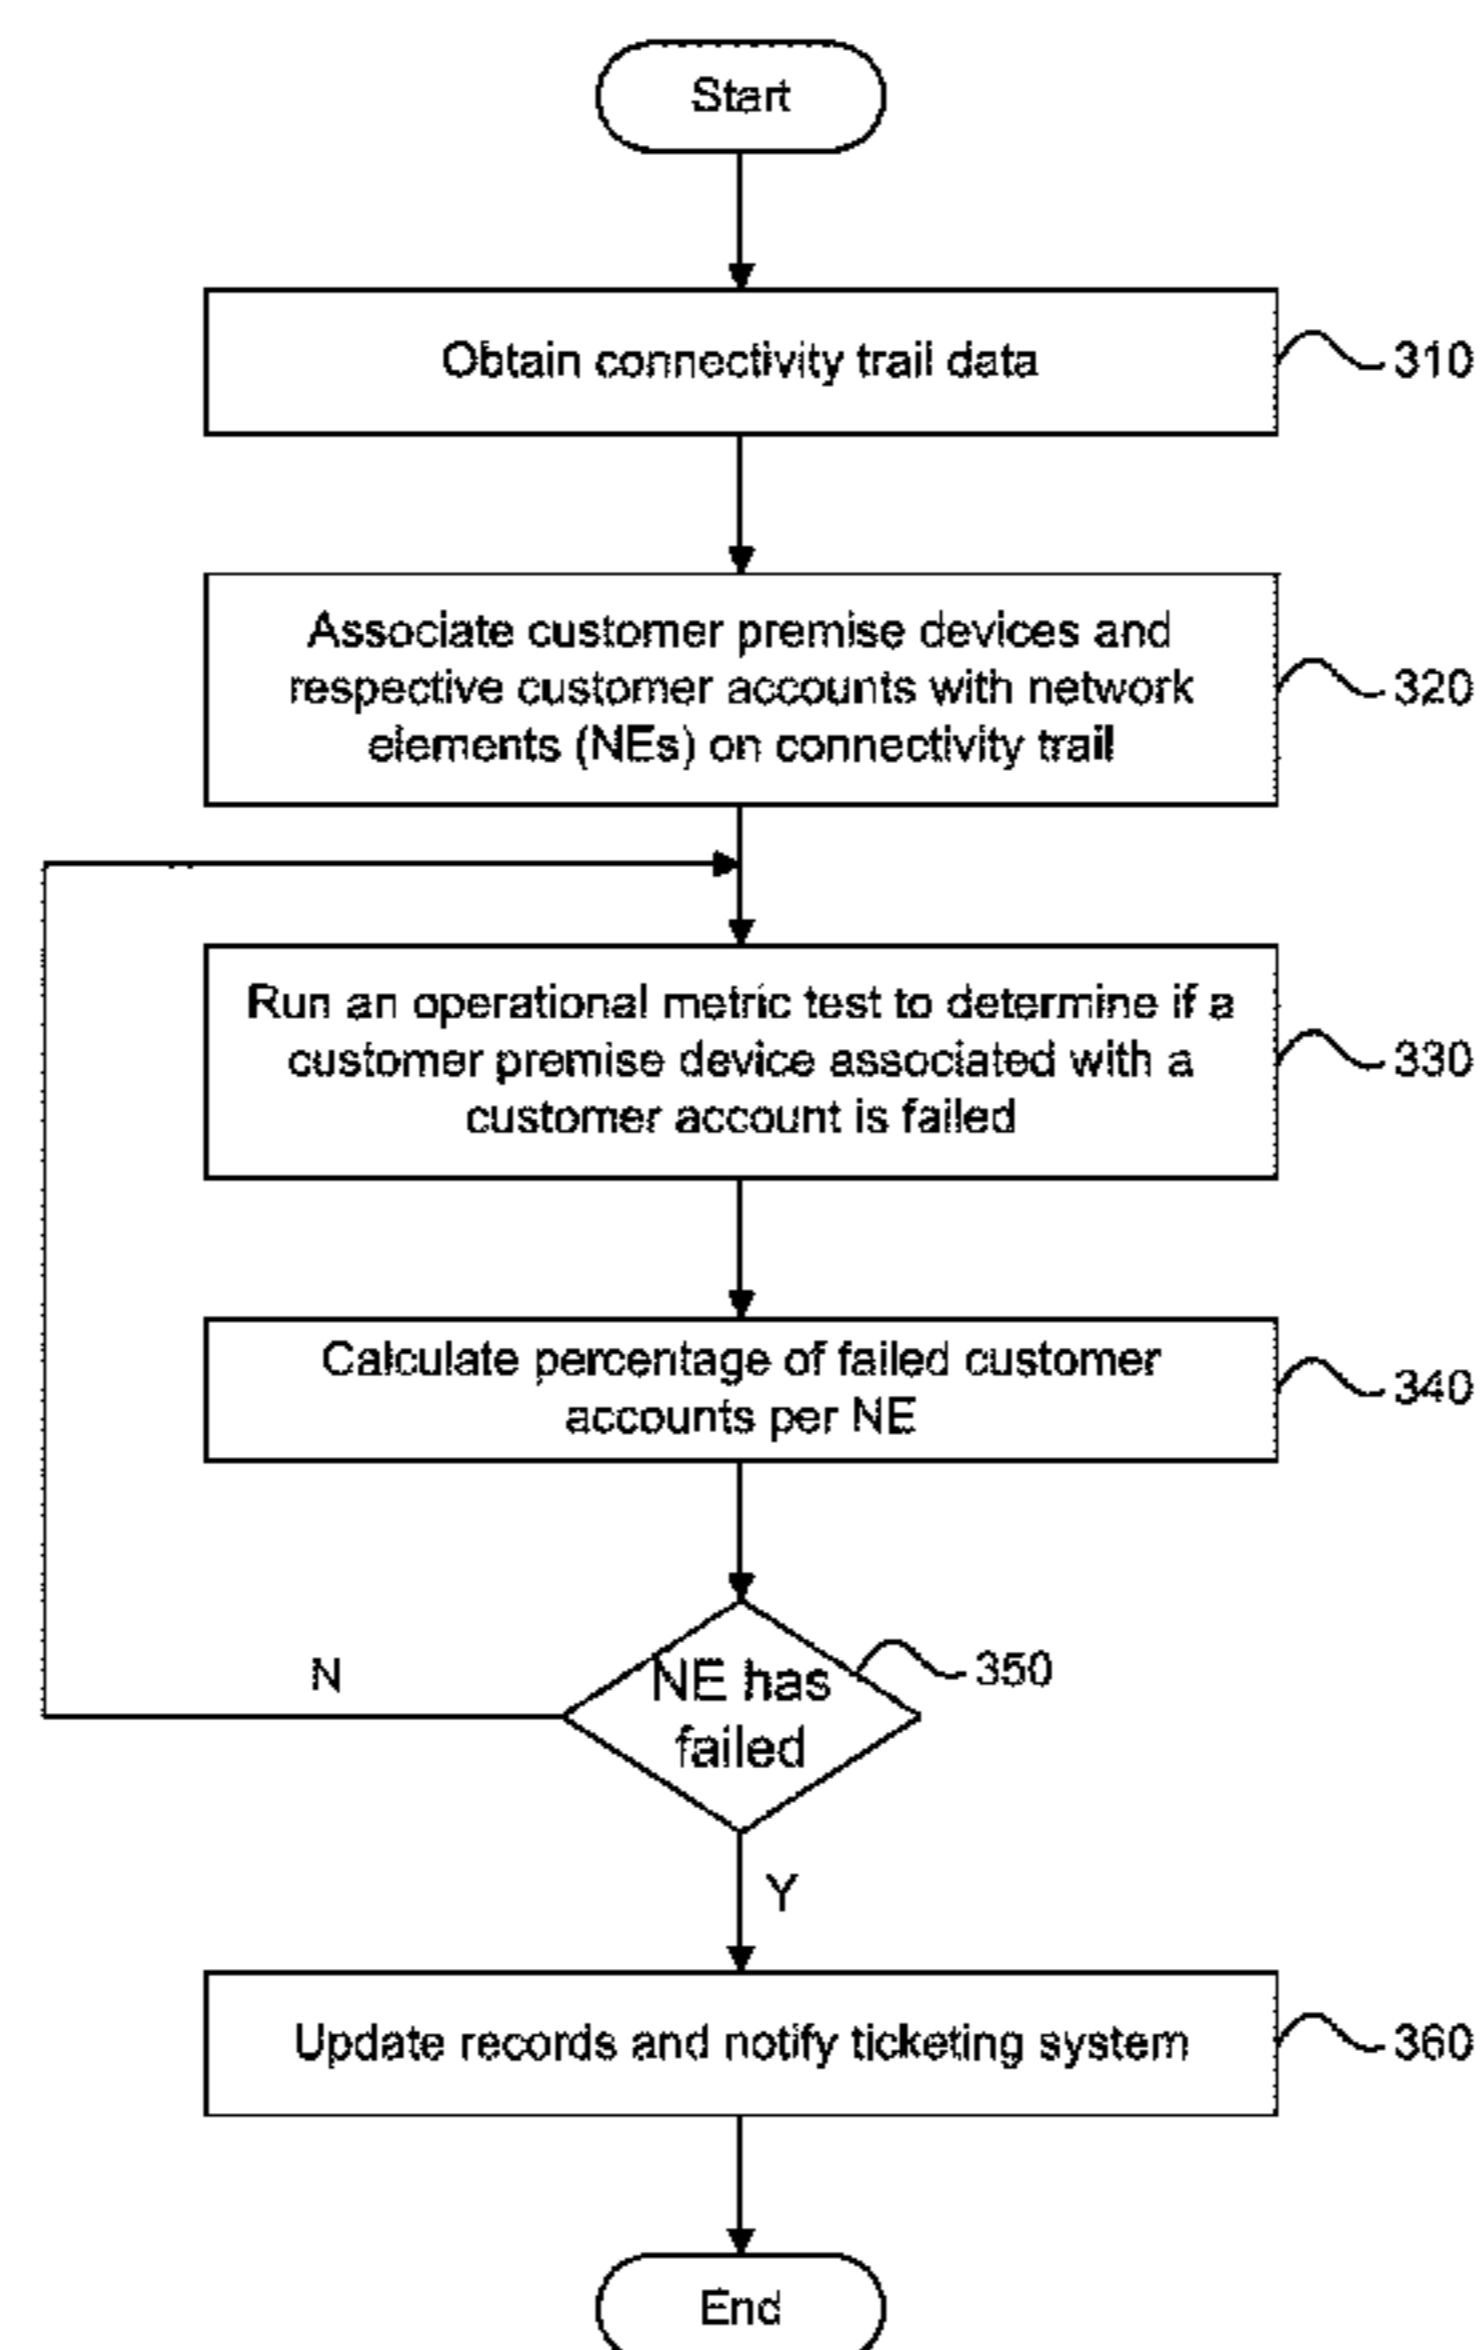 Start
Obtain connectivity trail data
310
Associate customer premise devices and
respective customer accounts with network
elements (NEs) on connectivity trail
320
Run an operational metric test to determine if a
customer premise device associated with a
customer account is failed
330
Calculate percentage of failed customer
accounts per NE
340
NE has
failed
350
N
Y
Update records and notify ticketing system
360
End